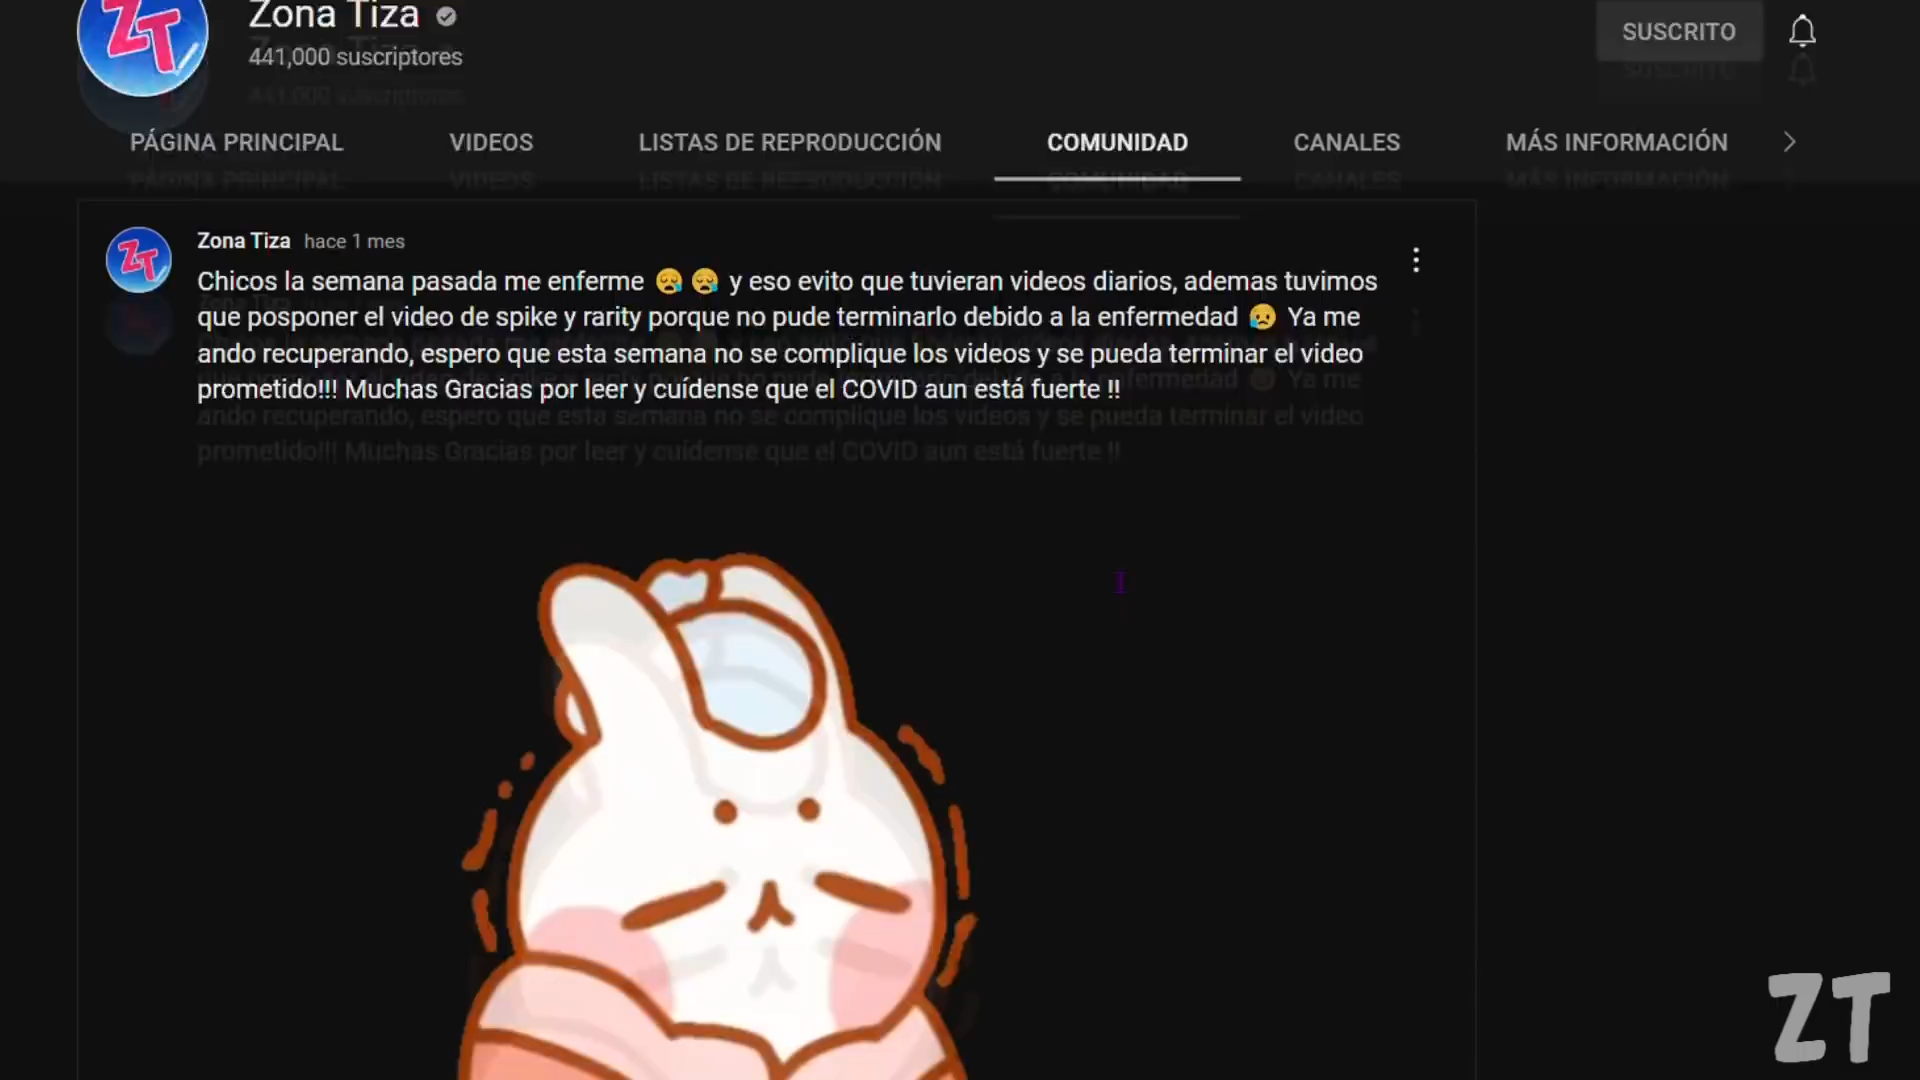 ZT
Zona Tiza
441,000 suscriptores
SUSCRITO
PÁGINA PRINCIPAL VIDEOS LISTAS DE REPRODUCCIÓN COMUNIDAD CANALES MÁS INFORMACIÓN
ZT
Zona Tiza hace 1 mes
Chicos la semana pasada me enferme 😪 😪 y eso evito que tuvieran videos diarios, ademas tuvimos
que posponer el video de spike y rarity porque no pude terminarlo debido a la enfermedad 😥 Ya me
ando recuperando, espero que esta semana no se complique los videos y se pueda terminar el video
prometido!!! Muchas Gracias por leer y cuídense que el COVID aun está fuerte !!
ZT